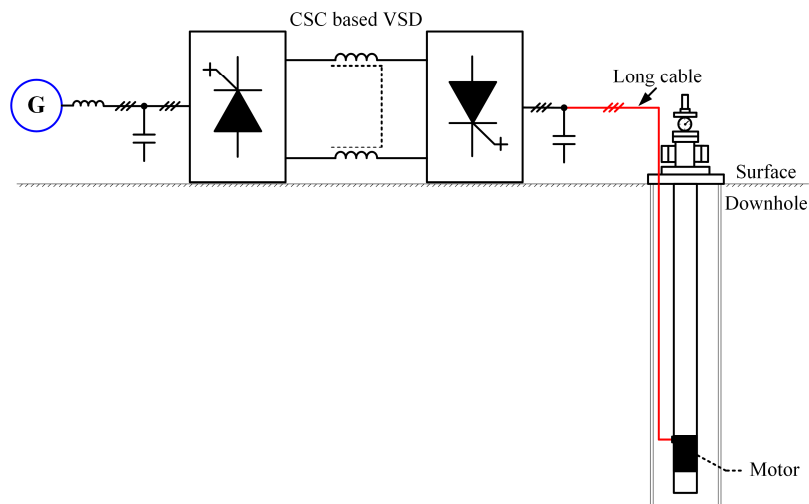 CSC based VSD
G
Long cable
Surface
Downhole
Motor